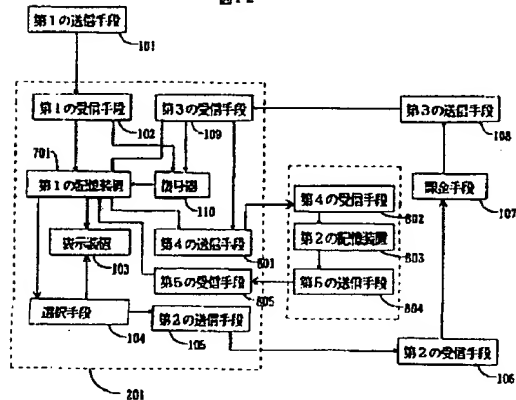 第1の送信手段
101
第1の受信手段
102
第3の受信手段
109
第3の送信手段
108
701
第1の記憶装置
復号器
110
第4の受信手段
802
課金手段
107
表示装置
103
第4の送信手段
801
第2の記憶装置
803
第5の受信手段
805
第5の送信手段
804
選択手段
104
第2の送信手段
105
第2の受信手段
106
201